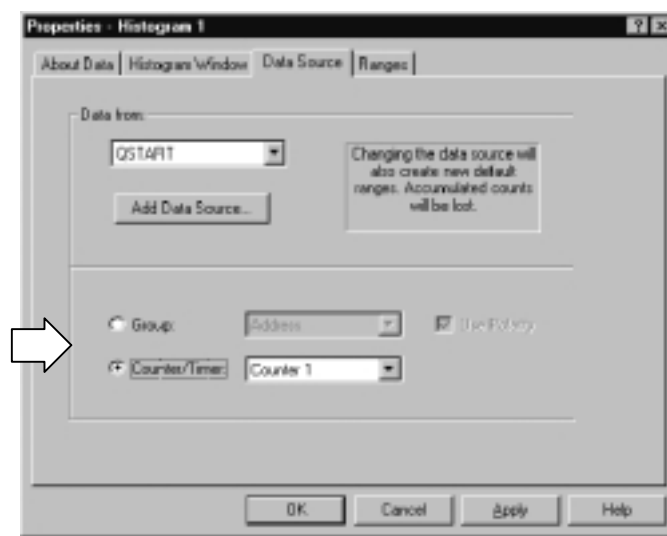 Properties - Histogram 1
About Data
Histogram Window
Data Source
Ranges
Data from
QSTART
Changing the data source will
also create new default
ranges. Accumulated counts
will be lost.
Add Data Source...
Group:
Address
Use Polarity
Counter/Timer:
Counter 1
OK
Cancel
Apply
Help